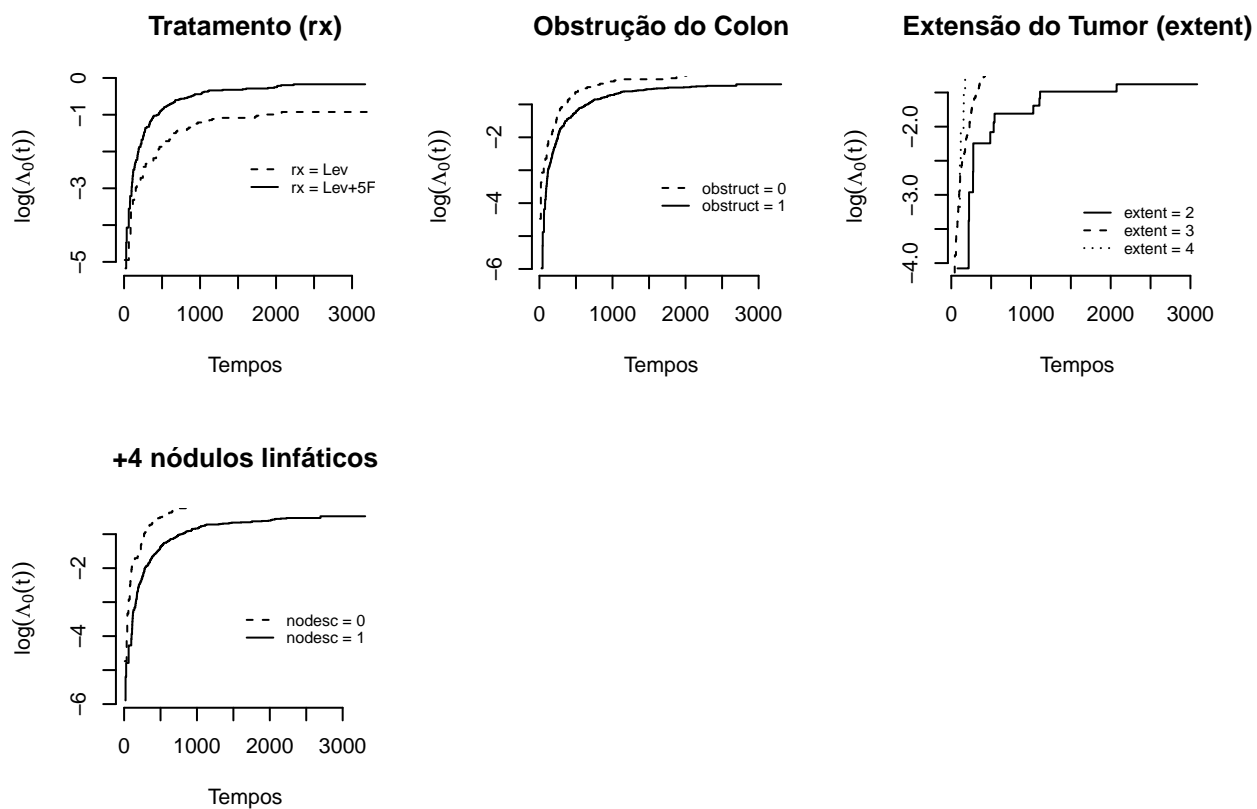 Tratamento (rx)
log(Λ0(t))
0
−1
−3
−5
rx = Lev
rx = Lev+5F
0 1000 2000 3000
Tempos
Obstrução do Colon
log(Λ0(t))
−2
−4
−6
obstruct = 0
obstruct = 1
0 1000 2000 3000
Tempos
Extensão do Tumor (extent)
log(Λ0(t))
−2.0
−3.0
−4.0
extent = 2
extent = 3
extent = 4
0 1000 2000 3000
Tempos
+4 nódulos linfáticos
log(Λ0(t))
−2
−4
−6
nodesc = 0
nodesc = 1
0 1000 2000 3000
Tempos